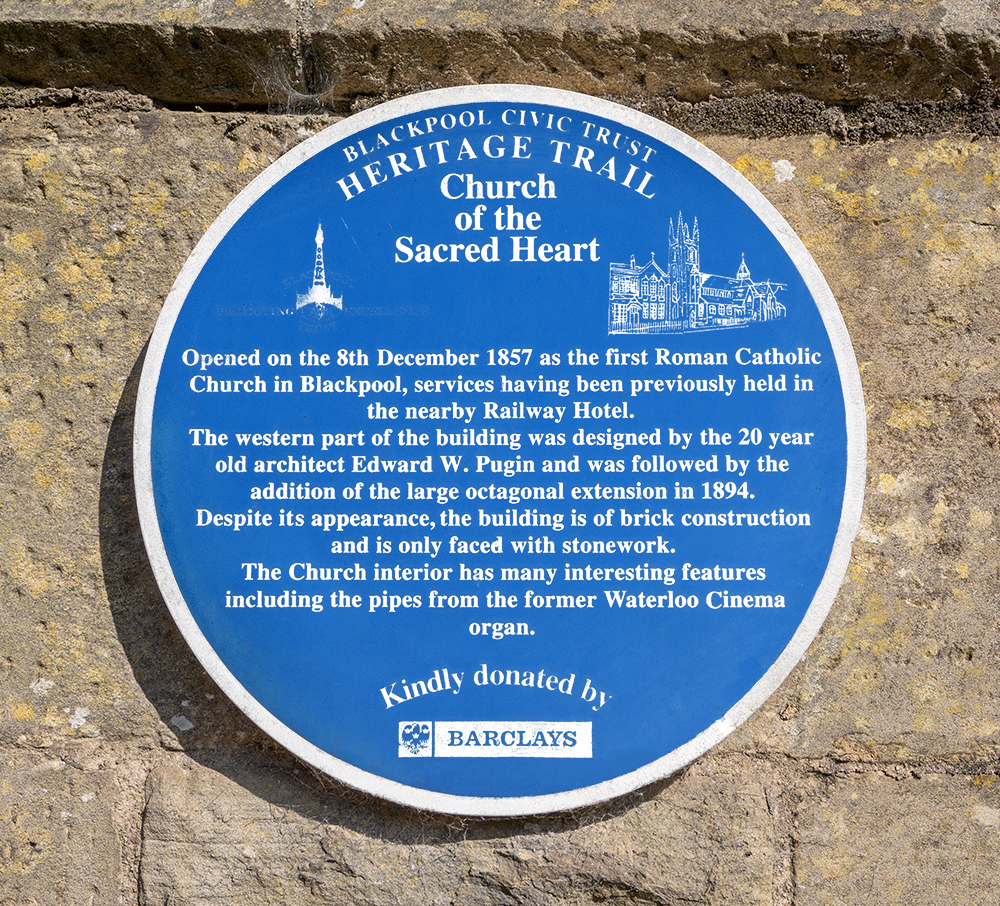 BLACKPOOL CIVIC TRUST
HERITAGE TRAIL
Church
of the
Sacred Heart
Opened on the 8th December 1857 as the first Roman Catholic
Church in Blackpool, services having been previously held in
the nearby Railway Hotel.
The western part of the building was designed by the 20 year
old architect Edward W. Pugin and was followed by the
addition of the large octagonal extension in 1894.
Despite its appearance, the building is of brick construction
and is only faced with stonework.
The Church interior has many interesting features
including the pipes from the former Waterloo Cinema
organ.
Kindly donated by
BARCLAYS